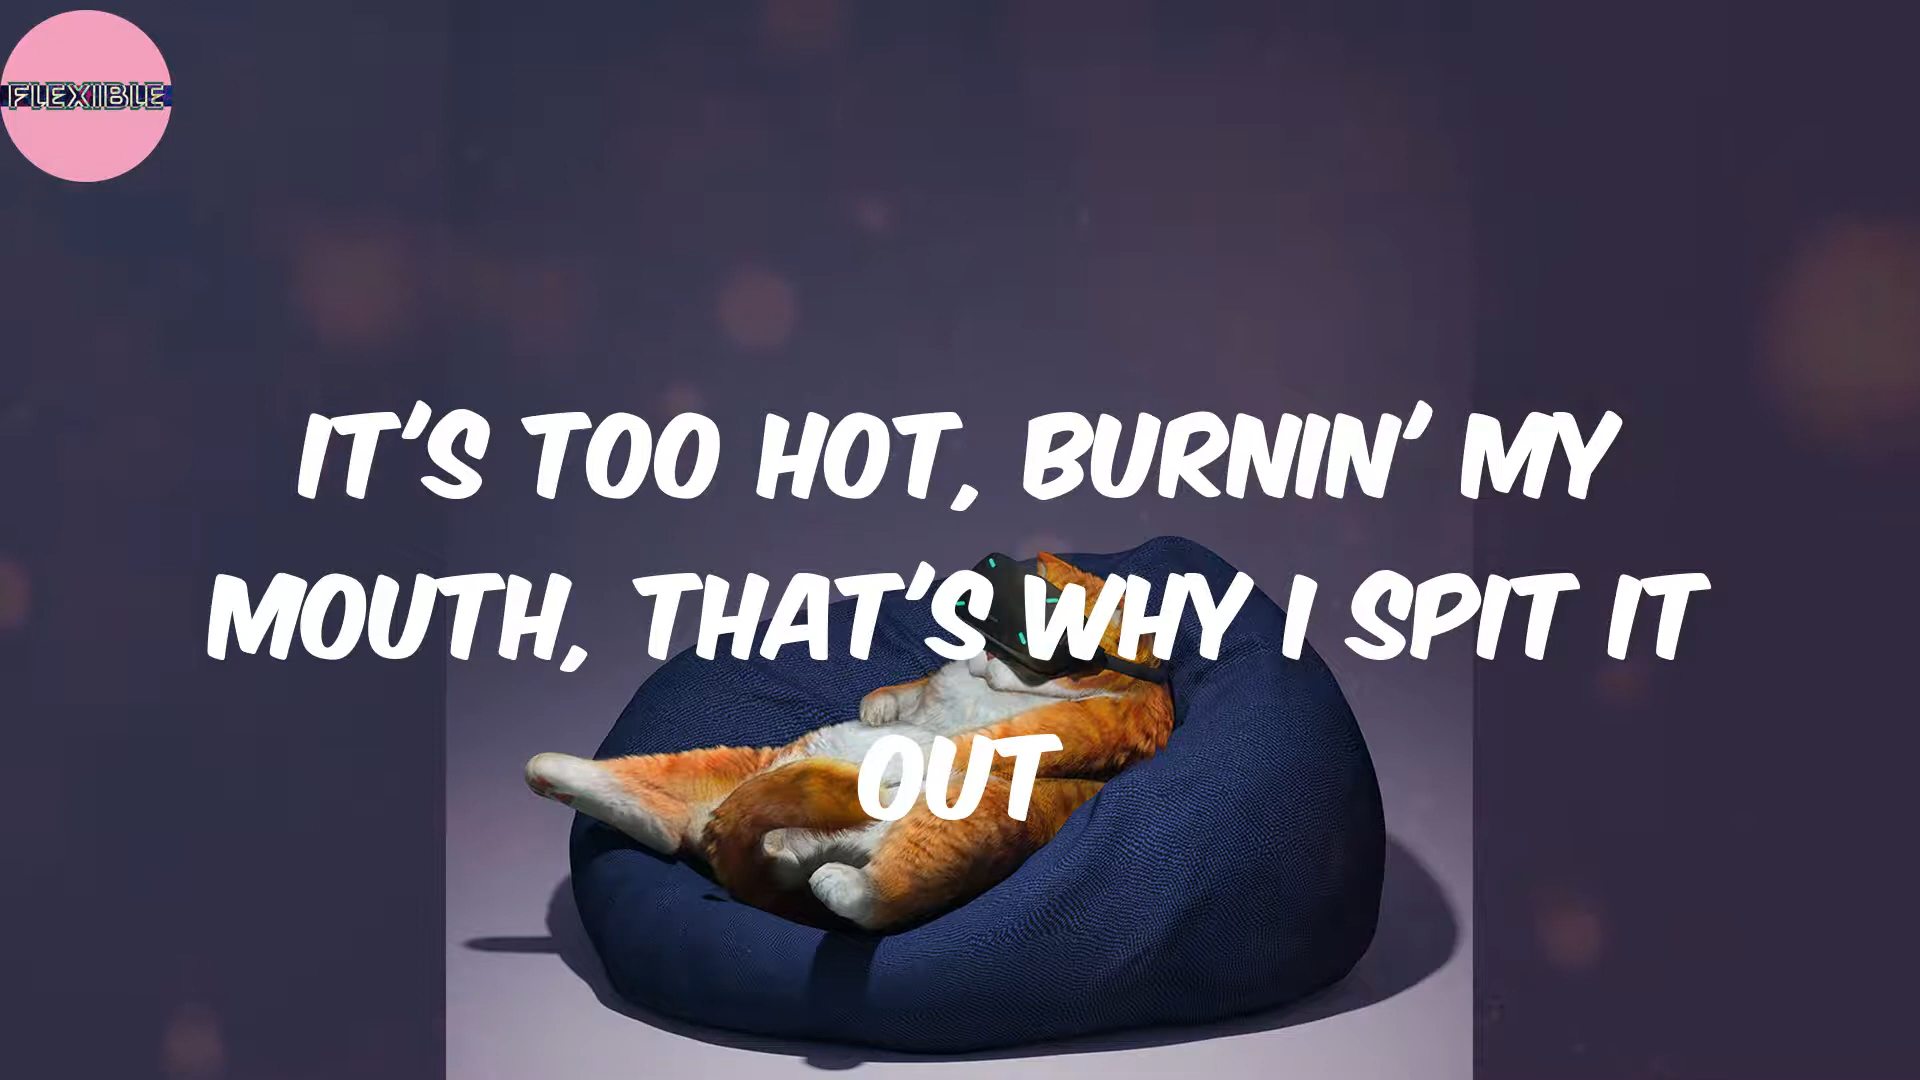 FLEXIBLE
IT'S TOO HOT, BURNIN' MY
MOUTH, THAT'S WHY I SPIT IT
OUT